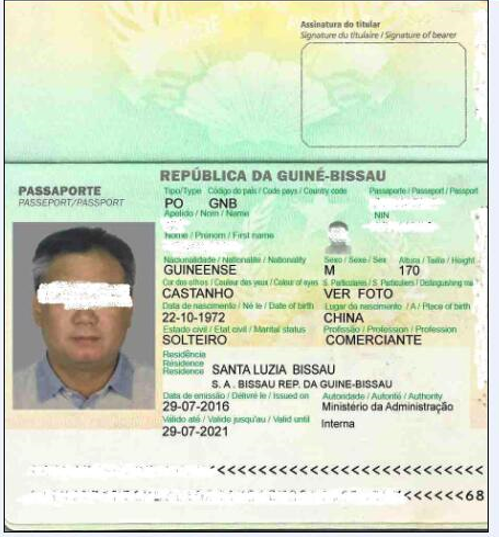 Assinatura do titular
Signature du titulaire / Signature of bearer
REPÚBLICA DA GUINÉ-BISSAU
PASSAPORTE
PASSEPORT/PASSPORT
Tipo/Type Código do país / Code pays / Country code Passaporte / Passeport / Passport
PO GNB
Apelido / Nom / Name NIN
Nome / Prénom / First name
Nacionalidade / Nationalité / Nationality Sexo / Sexe / Sex Altura / Taille / Height
GUINEENSE M 170
Cor dos olhos / Couleur des yeux / Colour of eyes S. Particulares / S. Particuliers / Distinguishing ma
CASTANHO VER FOTO
Data de nascimento / Né le / Date of birth Lugar do nascimento / A / Place of birth
22-10-1972 CHINA
Estado civil / Etat civil / Marital status Profissão / Profession / Profession
SOLTEIRO COMERCIANTE
Residência
Résidence
Residence SANTA LUZIA BISSAU
S. A. BISSAU REP. DA GUINE-BISSAU
Data de emissão / Délivré le / Issued on Autoridade / Autorité / Authority
29-07-2016 Ministério da Administração
Válido até / Valide jusqu'au / Valid until Interna
29-07-2021
<<<<<<<<<<<<<<<<<<<<<<<<<<<
<<<<<<68